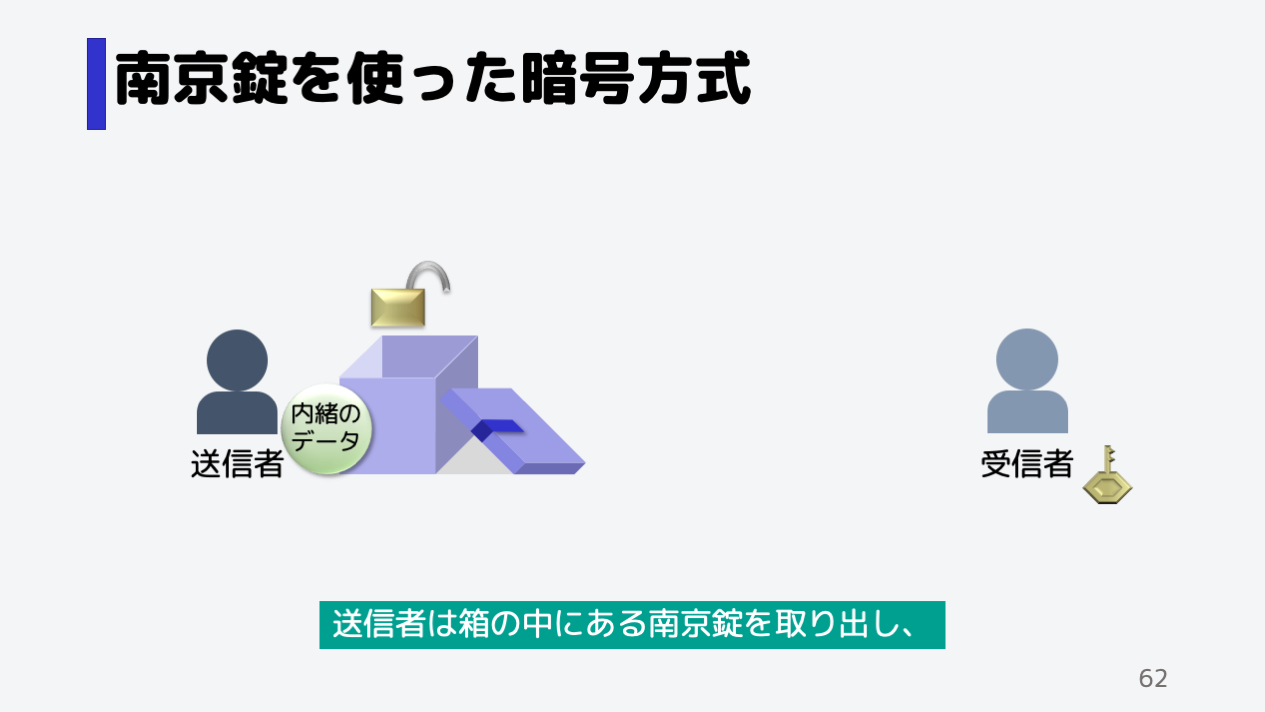 南京錠を使った暗号方式
内緒の
データ
送信者
受信者
送信者は箱の中にある南京錠を取り出し、
62